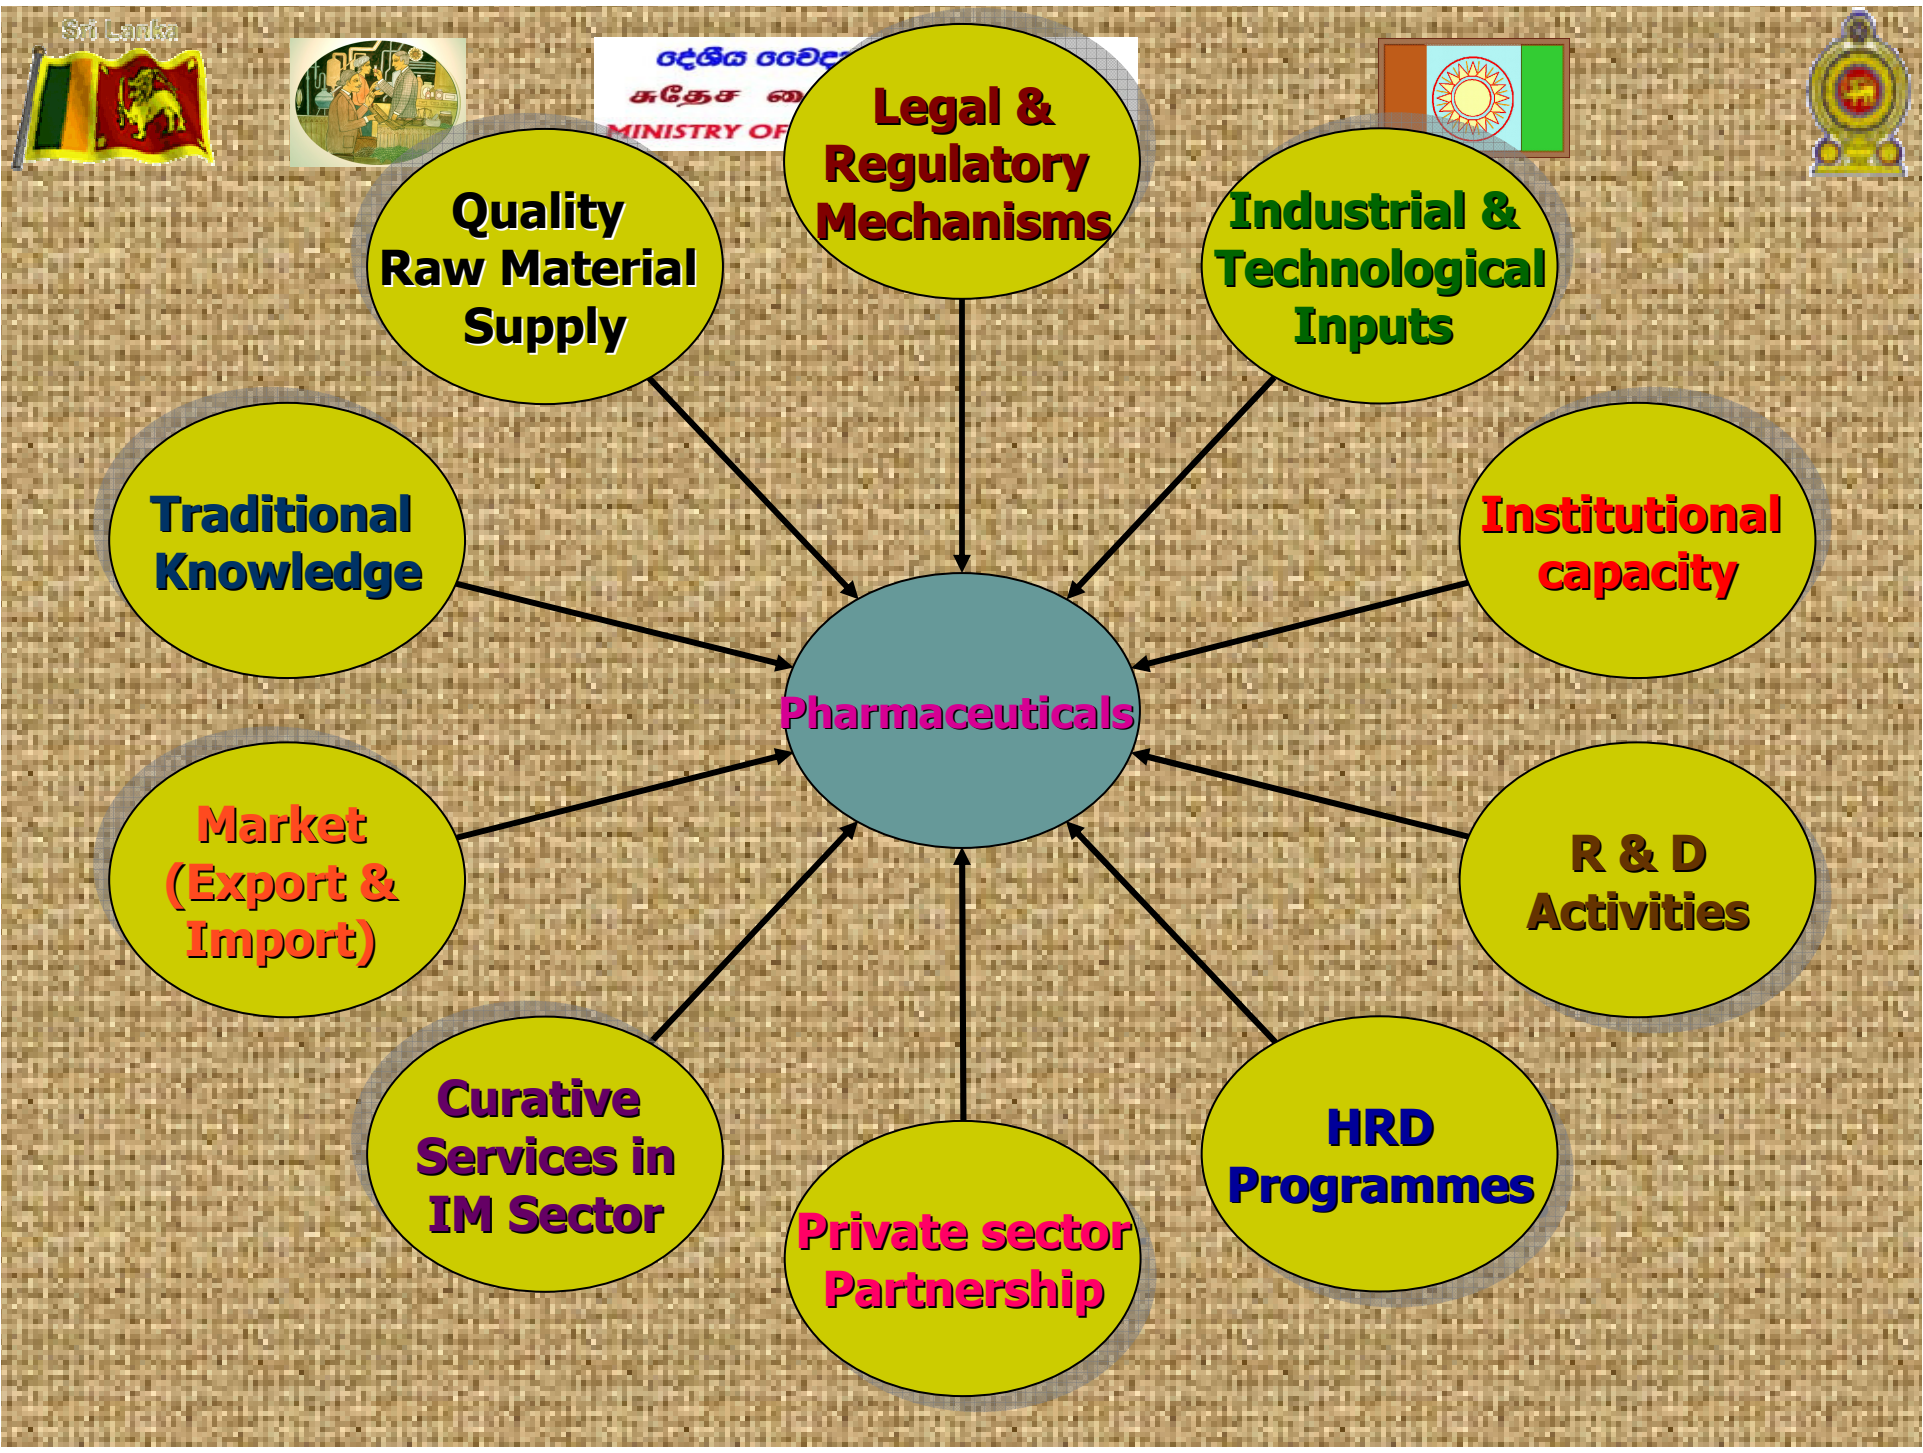 Sri Lanka
දේශීය
சுதேச
MINISTRY OF
Legal &
Regulatory
Mechanisms
Quality
Raw Material
Supply
Industrial &
Technological
Inputs
Traditional
Knowledge
Institutional
capacity
Pharmaceuticals
Market
(Export &
Import)
R & D
Activities
Curative
Services in
IM Sector
HRD
Programmes
Private sector
Partnership